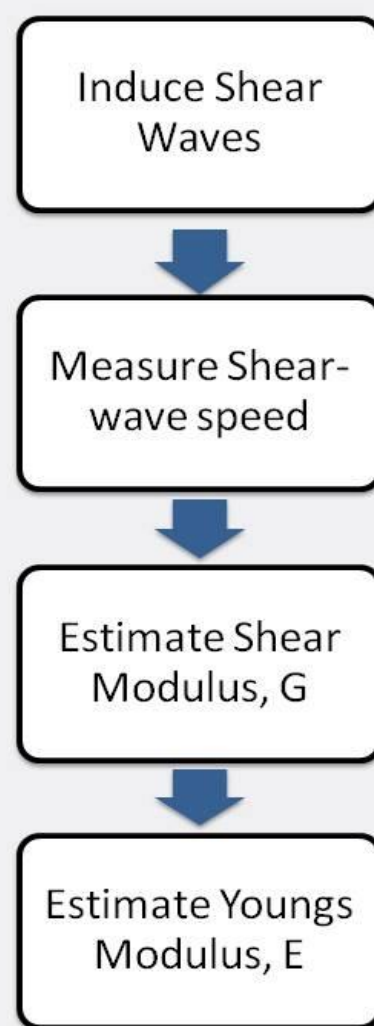 Induce Shear
Waves
Measure Shear-
wave speed
Estimate Shear
Modulus, G
Estimate Youngs
Modulus, E